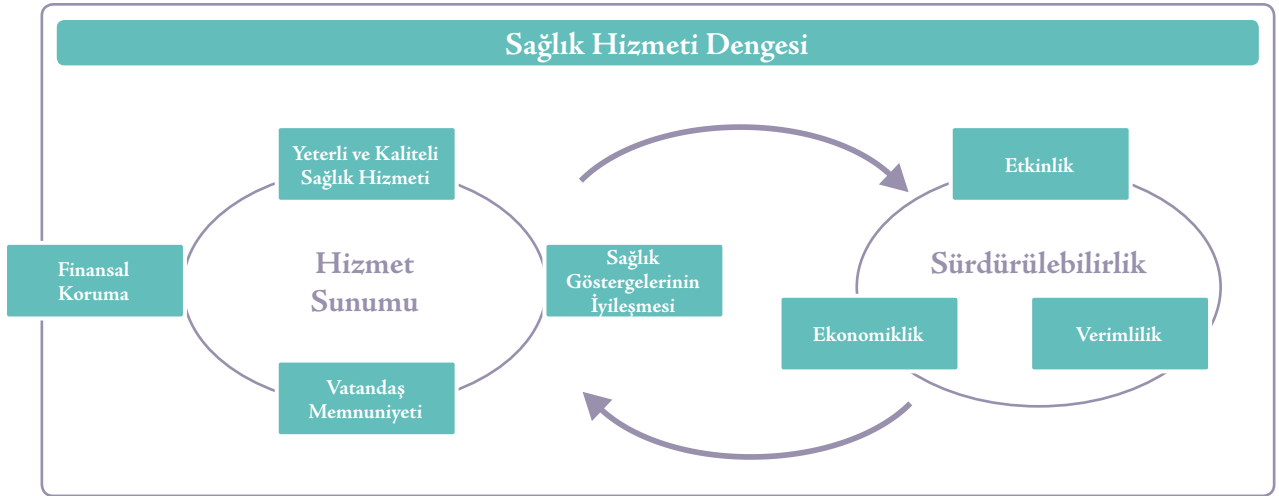 Sağlık Hizmeti Dengesi
Yeterli ve Kaliteli
Sağlık Hizmeti
Finansal
Koruma
Hizmet
Sunumu
Sağlık
Göstergelerinin
İyileşmesi
Vatandaş
Memnuniyeti
Etkinlik
Sürdürülebilirlik
Ekonomiklik
Verimlilik